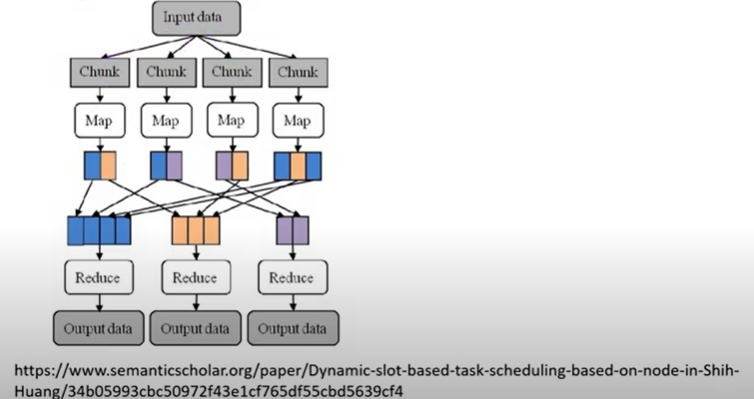 Input data
Chunk Chunk Chunk Chunk
Map Map Map Map
Reduce Reduce Reduce
Output data Output data Output data
https://www.semanticscholar.org/paper/Dynamic-slot-based-task-scheduling-based-on-node-in-Shih-
Huang/34b05993cbc50972f43e1cf765df55cbd5639cf4